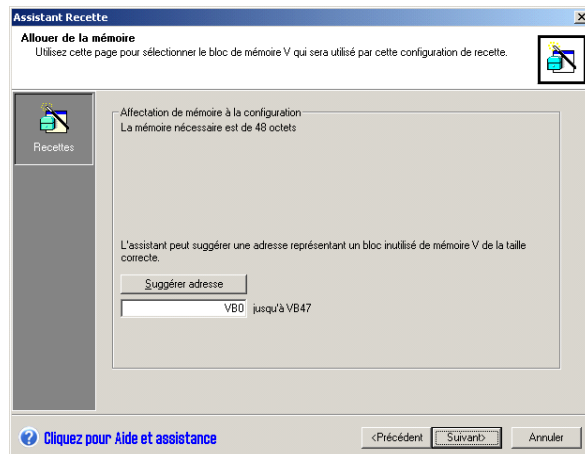 Assistant Recette
Allouer de la mémoire
Utilisez cette page pour sélectionner le bloc de mémoire V qui sera utilisé par cette configuration de recette.
Recettes
Affectation de mémoire à la configuration
La mémoire nécessaire est de 48 octets
L'assistant peut suggérer une adresse représentant un bloc inutilisé de mémoire V de la taille
correcte.
Suggérer adresse
VB0 jusqu'à VB47
Cliquez pour Aide et assistance
<Précédent Suivant> Annuler